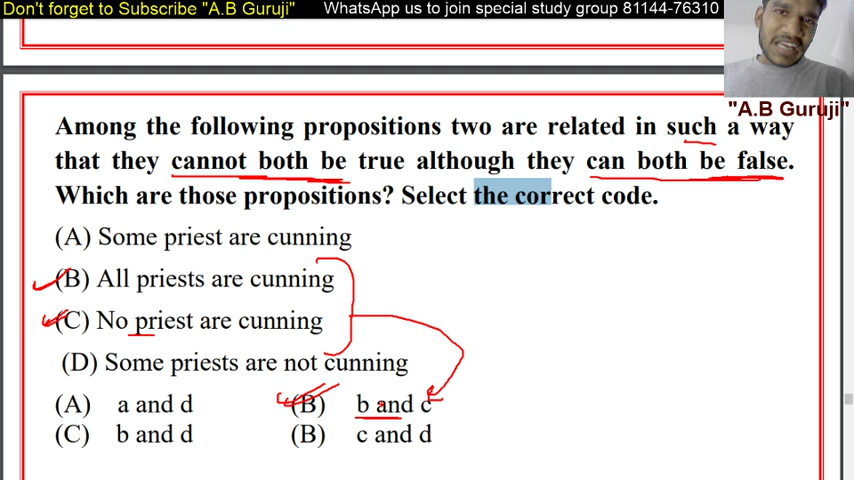 Don't forget to Subscribe "A.B Guruji" WhatsApp us to join special study group 81144-76310
"A.B Guruji"
Among the following propositions two are related in such a way
that they cannot both be true although they can both be false.
Which are those propositions? Select the correct code.
(A) Some priest are cunning
(B) All priests are cunning
(C) No priest are cunning
(D) Some priests are not cunning
(A) a and d (B) b and c
(C) b and d (B) c and d